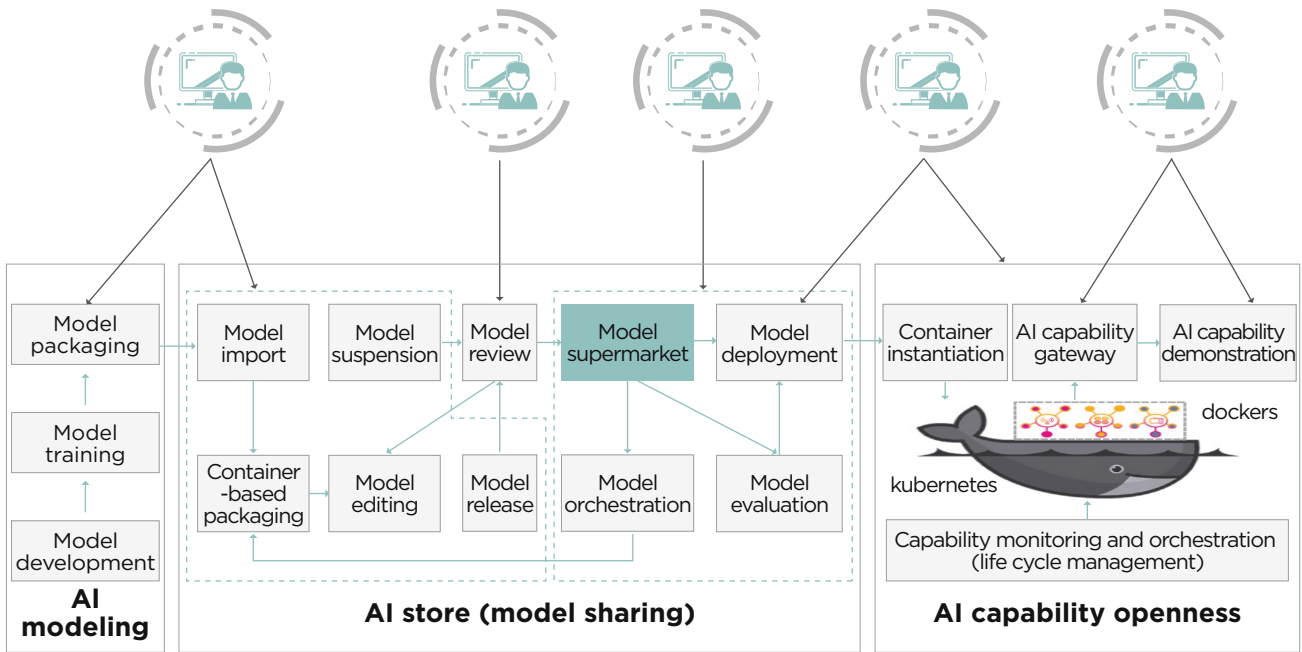 Model
packaging
Model
training
Model
development
AI
modeling
Model
import
Model
suspension
Model
review
Model
supermarket
Model
deployment
Container
-based
packaging
Model
editing
Model
release
Model
orchestration
Model
evaluation
AI store (model sharing)
Container
instantiation
AI capability
gateway
AI capability
demonstration
dockers
kubernetes
Capability monitoring and orchestration
(life cycle management)
AI capability openness